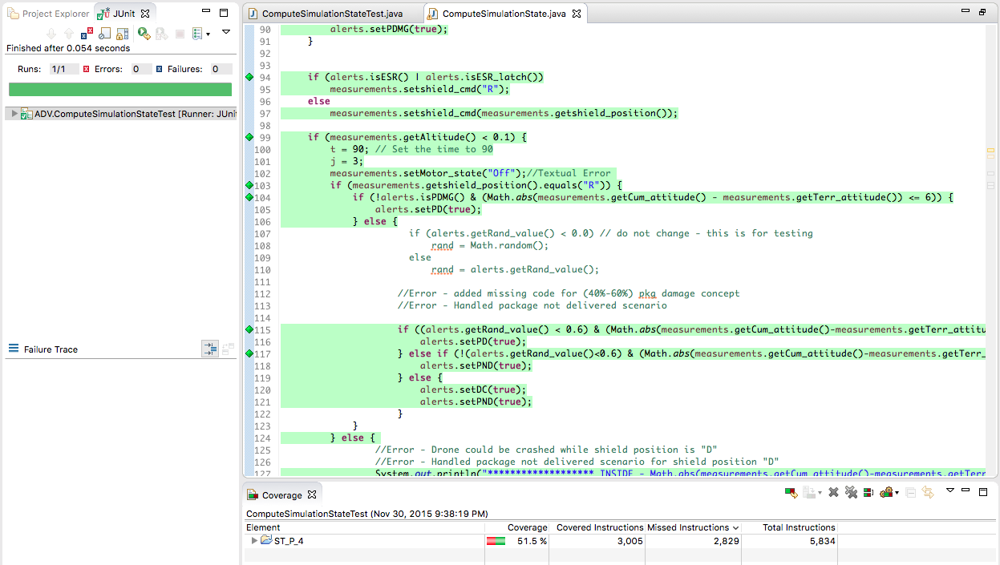 Project Explorer
JUnit
Finished after 0.054 seconds
Runs: 1/1 Errors: 0 Failures: 0
ADV.ComputeSimulationStateTest [Runner: JUni
Failure Trace
ComputeSimulationStateTest.java
ComputeSimulationState.java
90 alerts.setPDMG(true);
91 }
92
93
94 if (alerts.isESR() | alerts.isESR_latch())
95 measurements.setshield_cmd("R");
96 else
97 measurements.setshield_cmd(measurements.getshield_position());
98
99 if (measurements.getAltitude() < 0.1) {
100 t = 90; // Set the time to 90
101 j = 3;
102 measurements.setMotor_state("Off");//Textual Error
103 if (measurements.getshield_position().equals("R")) {
104 if (!alerts.isPDMG() & (Math.abs(measurements.getCum_attitude() - measurements.getTerr_attitude()) <= 6)) {
105 alerts.setPD(true);
106 } else {
107 if (alerts.getRand_value() < 0.0) // do not change - this is for testing
108 rand = Math.random();
109 else
110 rand = alerts.getRand_value();
111
112 //Error - added missing code for (40%-60%) pkg damage concept
113 //Error - Handled package not delivered scenario
114
115 if ((alerts.getRand_value() < 0.6) & (Math.abs(measurements.getCum_attitude()-measurements.getTerr_attitu
116 alerts.setPD(true);
117 } else if (!(alerts.getRand_value()<0.6) & (Math.abs(measurements.getCum_attitude()-measurements.getTerr_
118 alerts.setPND(true);
119 } else {
120 alerts.setDC(true);
121 alerts.setPND(true);
122 }
123 }
124 } else {
125 //Error - Drone could be crashed while shield position is "D"
126 //Error - Handled package not delivered scenario for shield position "D"
127 System.out.println("******************* INSIDE - Math.abs(measurements.getCum_attitude()-measurements.getTerr
Coverage
ComputeSimulationStateTest (Nov 30, 2015 9:38:19 PM)
Element Coverage Covered Instructions Missed Instructions Total Instructions
ST_P_4 51.5 % 3,005 2,829 5,834